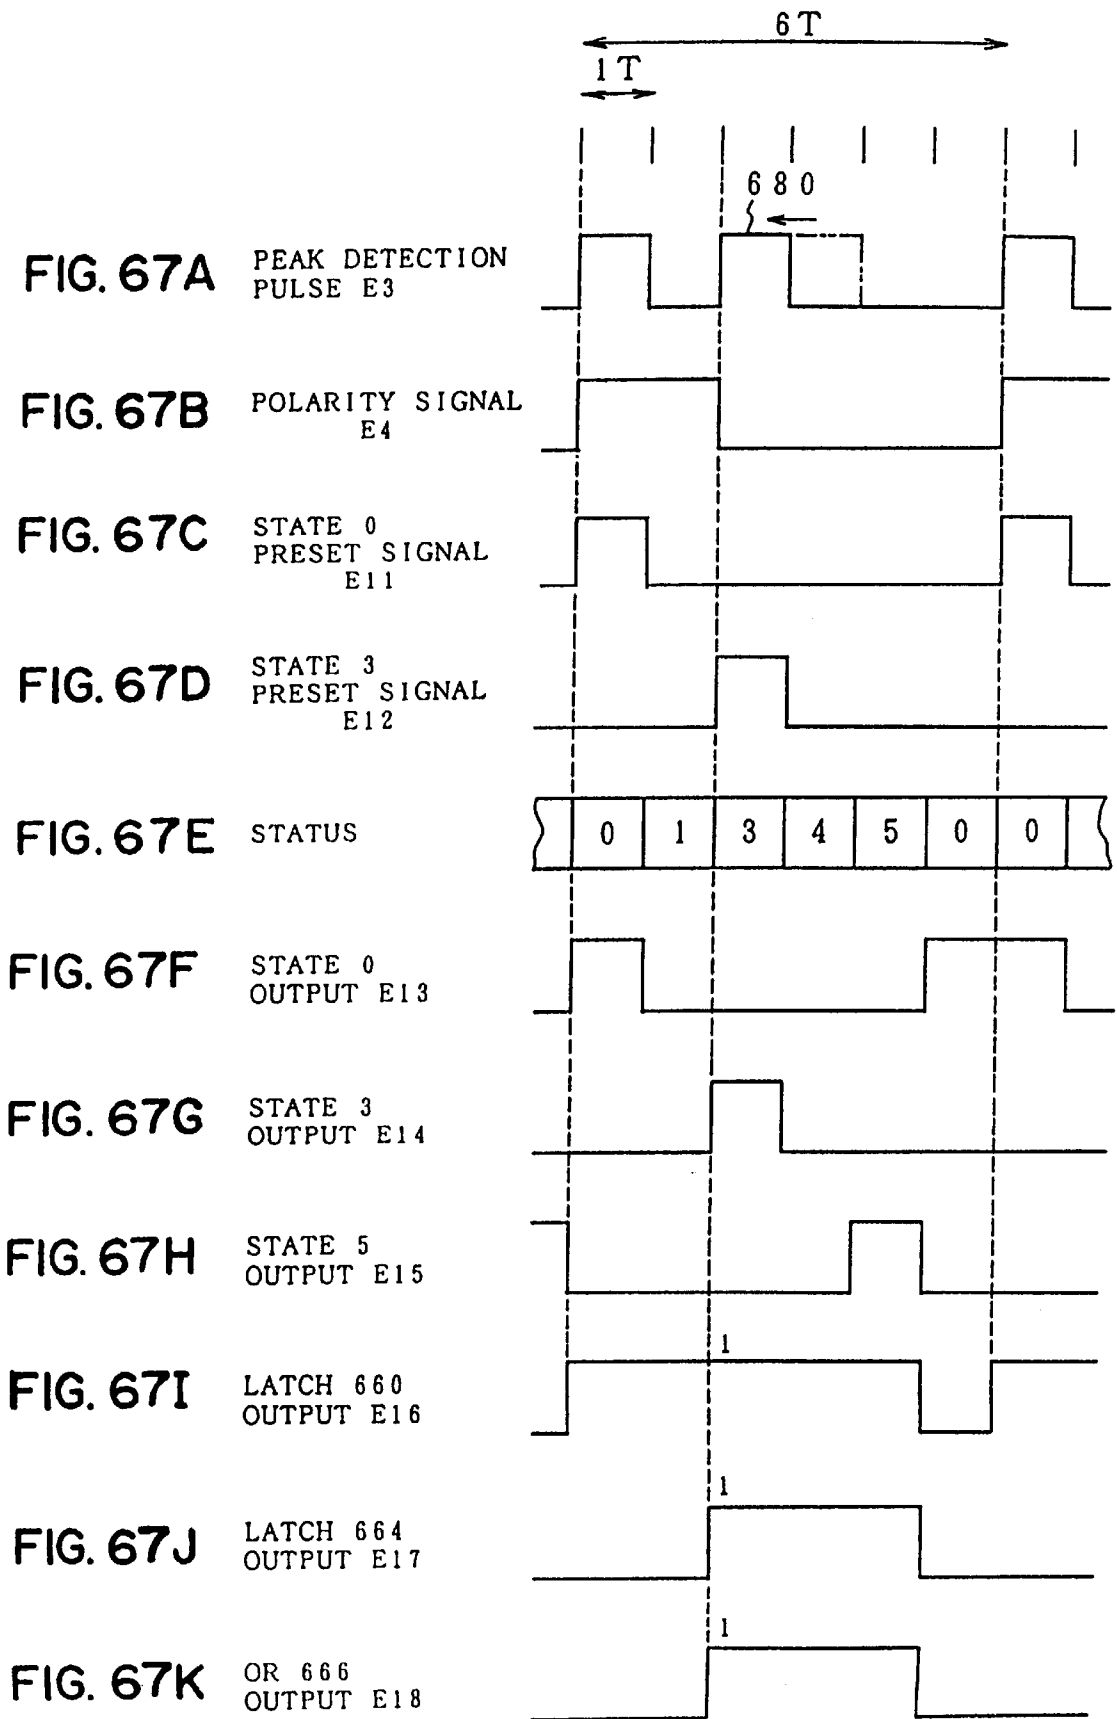 6T
1T
680
FIG. 67A PEAK DETECTION
PULSE E3
FIG. 67B POLARITY SIGNAL
E4
FIG. 67C STATE 0
PRESET SIGNAL
E11
FIG. 67D STATE 3
PRESET SIGNAL
E12
FIG. 67E STATUS 0 1 3 4 5 0 0
FIG. 67F STATE 0
OUTPUT E13
FIG. 67G STATE 3
OUTPUT E14
FIG. 67H STATE 5
OUTPUT E15
1
FIG. 67I LATCH 660
OUTPUT E16
1
FIG. 67J LATCH 664
OUTPUT E17
1
FIG. 67K OR 666
OUTPUT E18